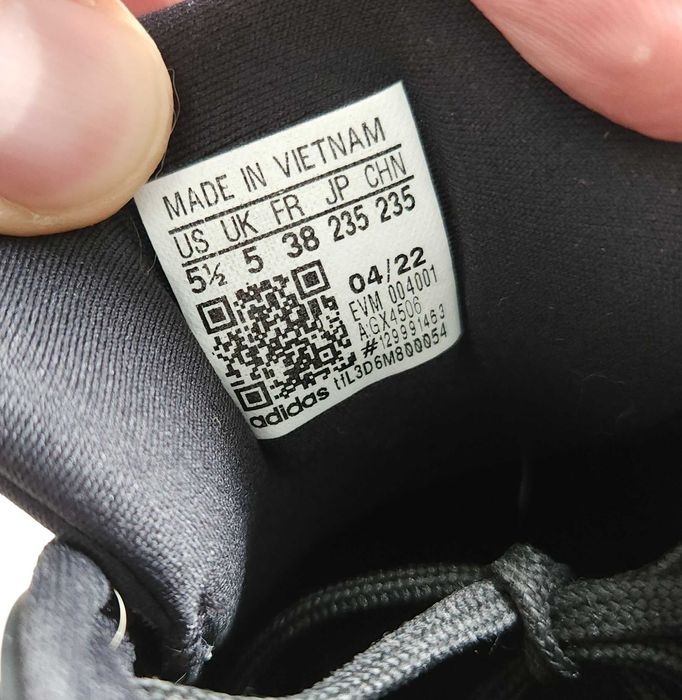 MADE IN VIETNAM
US UK FR JP CHN
5½ 5 38 235 235
04/22
EVM 004001
A:GX4506
#129991463
t1L3D6M800054
adidas